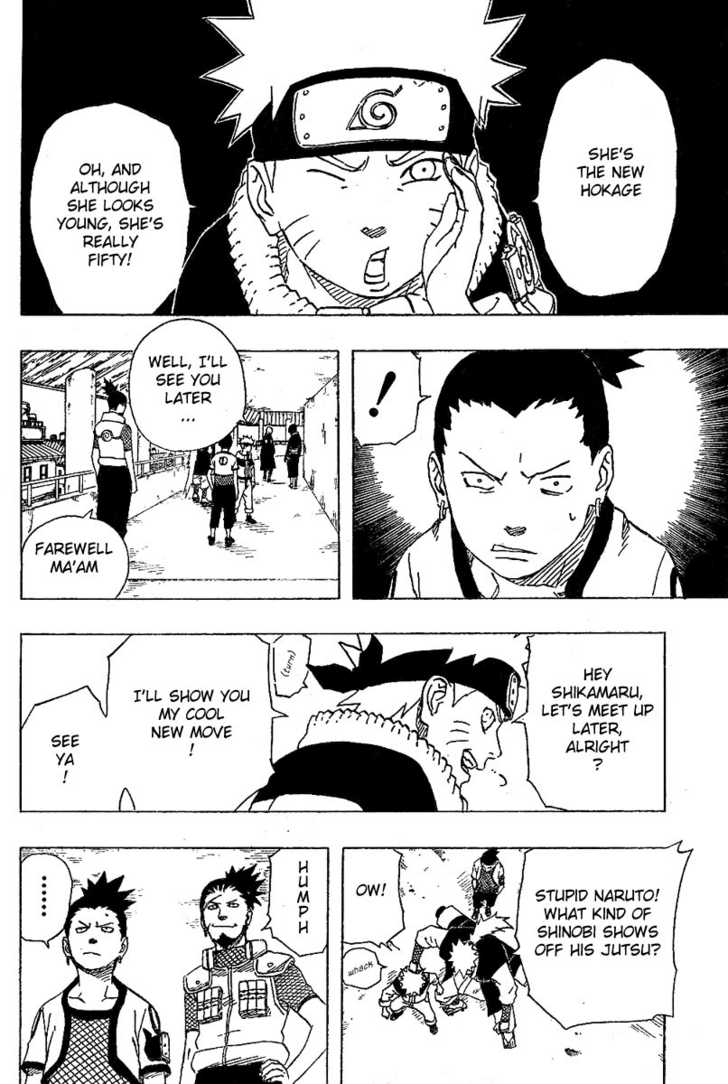 SHE'S
THE NEW
HOKAGE
OH, AND
ALTHOUGH
SHE LOOKS
YOUNG, SHE'S
REALLY
FIFTY!
!
WELL, I'LL
SEE YOU
LATER
...
FAREWELL
MA'AM
HEY
SHIKAMARU,
LET'S MEET UP
LATER,
ALRIGHT
?
(turn)
I'LL SHOW YOU
MY COOL
NEW MOVE
!
SEE
YA
!
STUPID NARUTO!
WHAT KIND OF
SHINOBI SHOWS
OFF HIS JUTSU?
OW!
whack
HUMPH
......